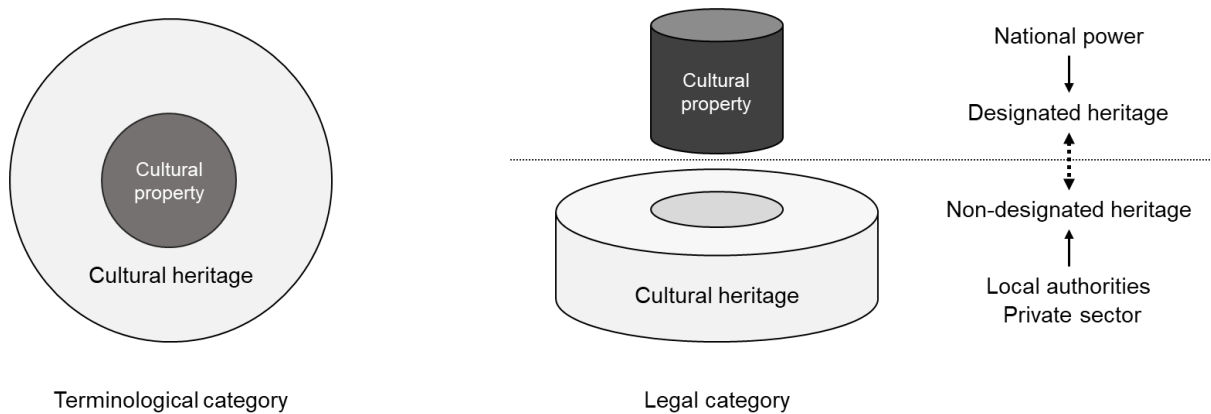 Cultural
property
Cultural heritage
Terminological category
Cultural
property
Cultural heritage
Legal category
National power
Designated heritage
Non-designated heritage
Local authorities
Private sector